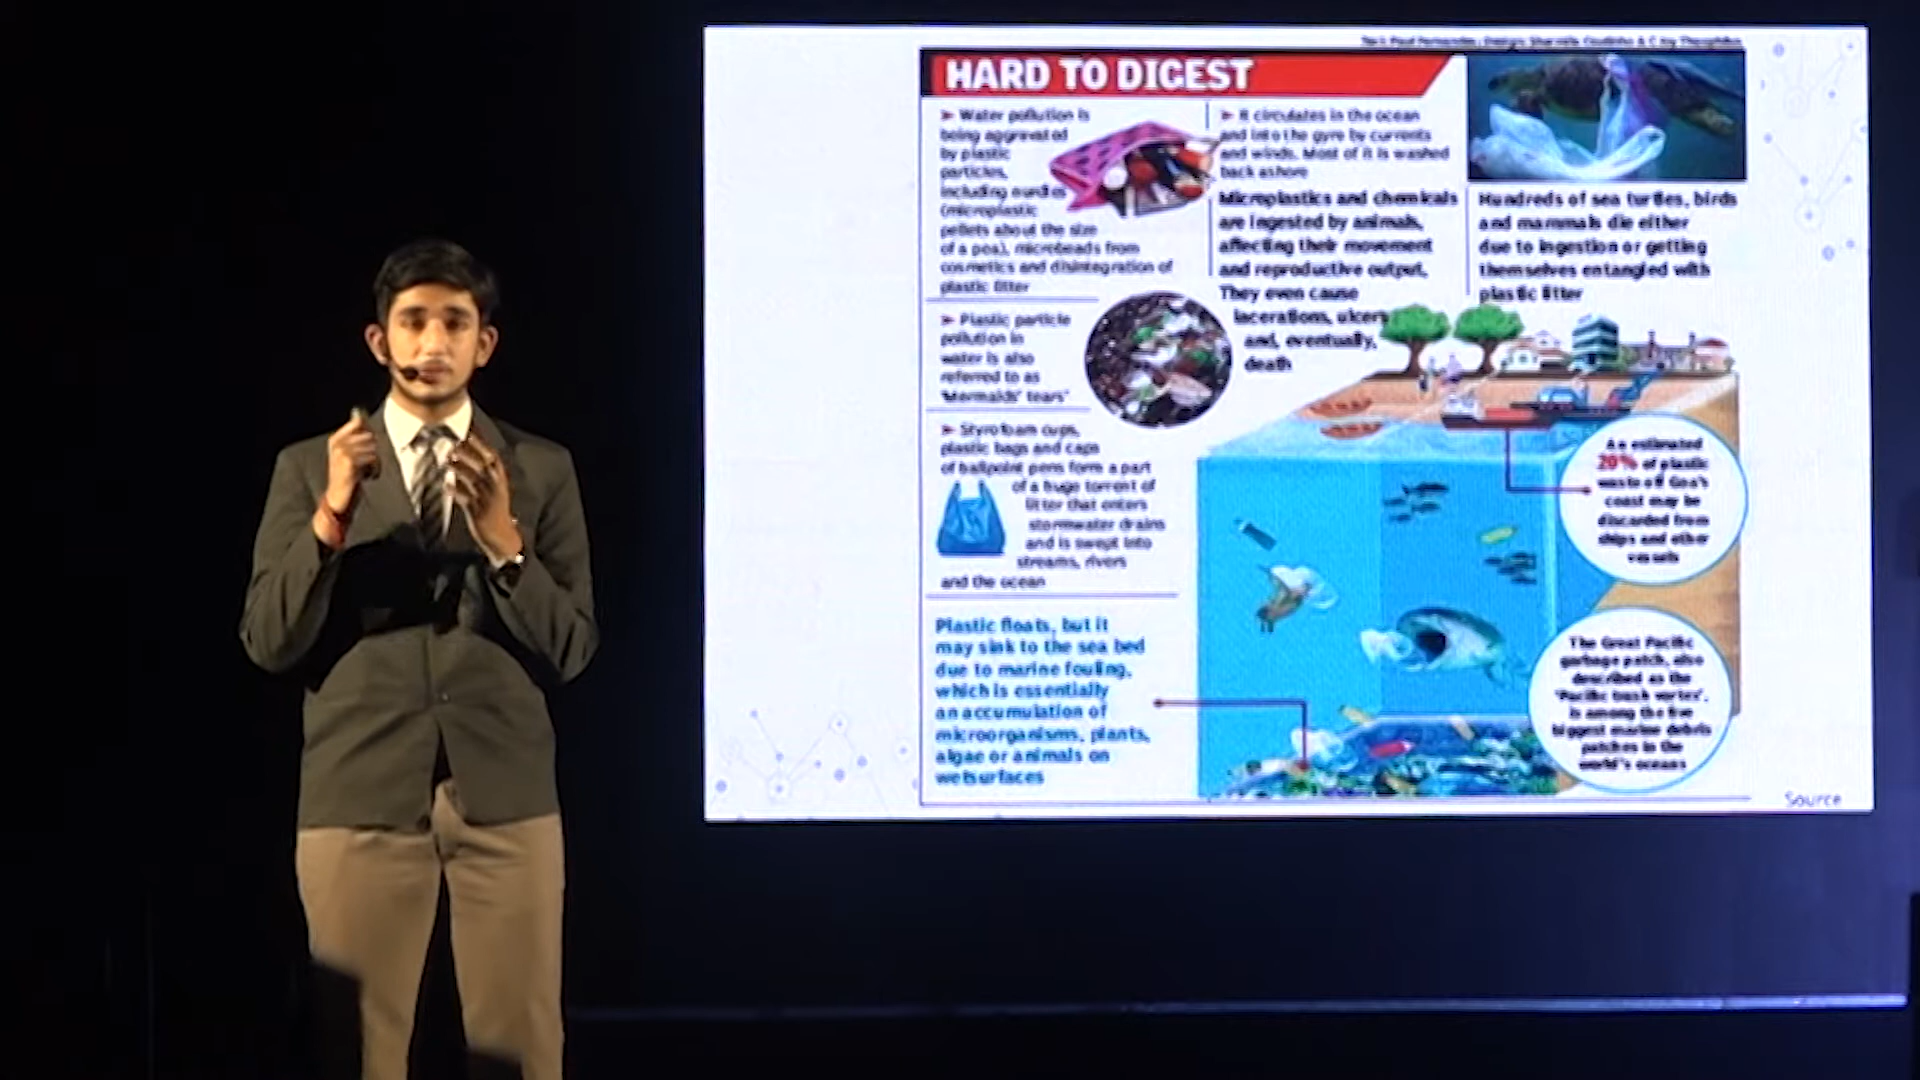 Text: Paul Fernandes; Design: Sharmila Coutinho & C Joy Theophilus
HARD TO DIGEST
➤ Water pollution is
being aggravated
by plastic
particles,
including nurdles
(microplastic
pellets about the size
of a pea), microbeads from
cosmetics and disintegration of
plastic litter
➤ Plastic particle
pollution in
water is also
referred to as
'Mermaids' tears'
➤ Styrofoam cups,
plastic bags and caps
of ballpoint pens form a part
of a huge torrent of
litter that enters
stormwater drains
and is swept into
streams, rivers
and the ocean
Plastic floats, but it
may sink to the sea bed
due to marine fouling,
which is essentially
an accumulation of
microorganisms, plants,
algae or animals on
wet surfaces
➤ It circulates in the ocean
and into the gyre by currents
and winds. Most of it is washed
back ashore
Microplastics and chemicals
are ingested by animals,
affecting their movement
and reproductive output.
They even cause
lacerations, ulcers
and, eventually,
death
Hundreds of sea turtles, birds
and mammals die either
due to ingestion or getting
themselves entangled with
plastic litter
An estimated
20% of plastic
waste off Goa's
coast may be
discarded from
ships and other
vessels
The Great Pacific
garbage patch, also
described as the
'Pacific trash vortex',
is among the five
biggest marine debris
patches in the
world's oceans
Source